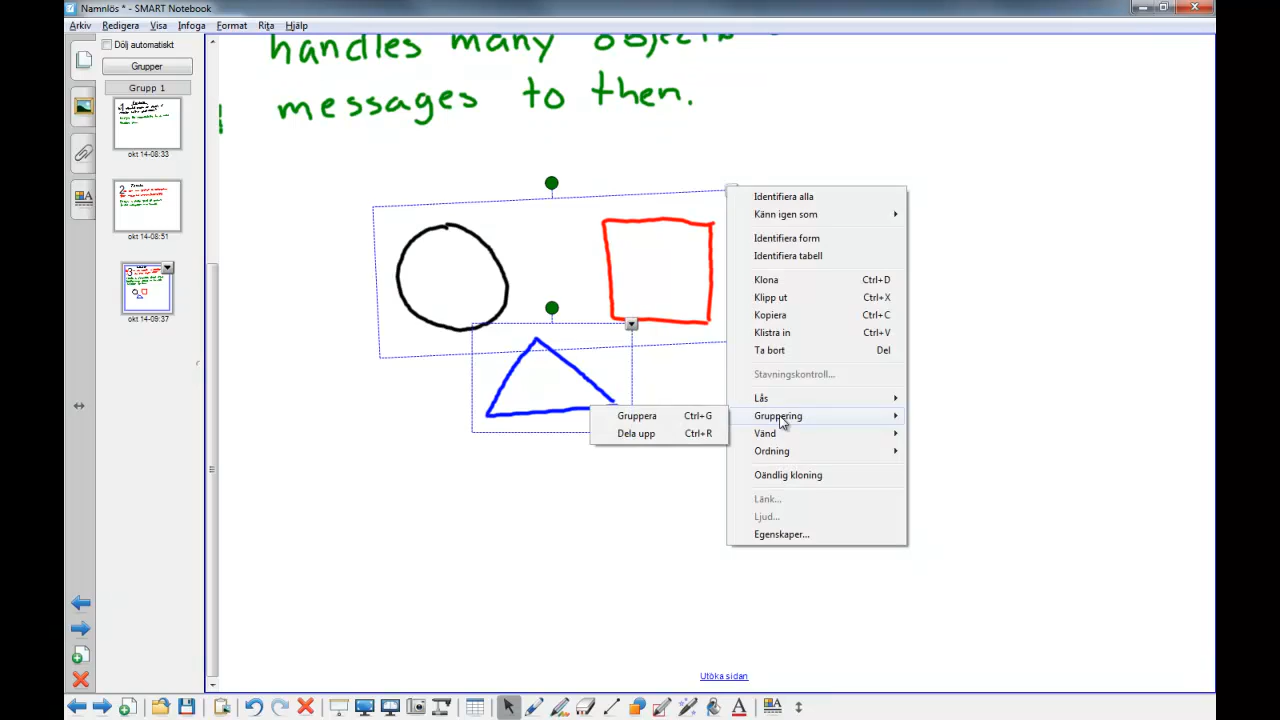 Namnlös * - SMART Notebook
Arkiv Redigera Visa Infoga Format Rita Hjälp
Dölj automatiskt
Grupper
Grupp 1
okt 14-08:33
okt 14-08:51
okt 14-09:37
handles many objects
messages to then.
Identifiera alla
Känn igen som
Identifiera form
Identifiera tabell
Klona Ctrl+D
Klipp ut Ctrl+X
Kopiera Ctrl+C
Klistra in Ctrl+V
Ta bort Del
Stavningskontroll...
Lås
Gruppering
Vänd
Ordning
Oändlig kloning
Länk...
Ljud...
Egenskaper...
Gruppera Ctrl+G
Dela upp Ctrl+R
Utöka sidan